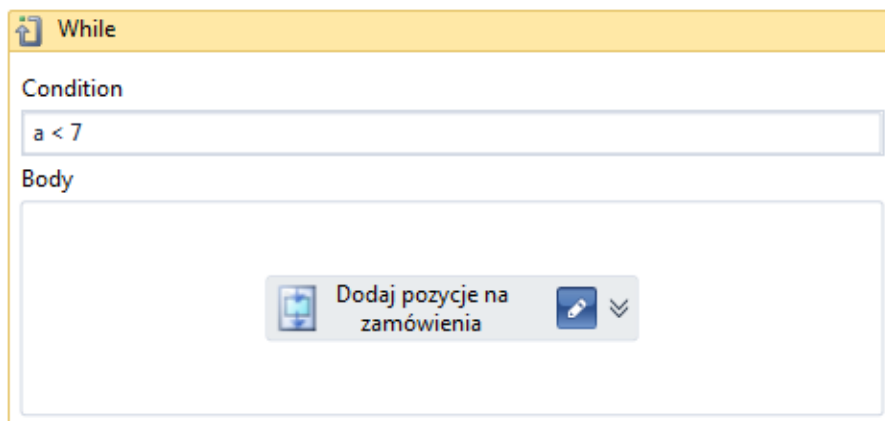 While
Condition
a < 7
Body
Dodaj pozycje na
zamówienia